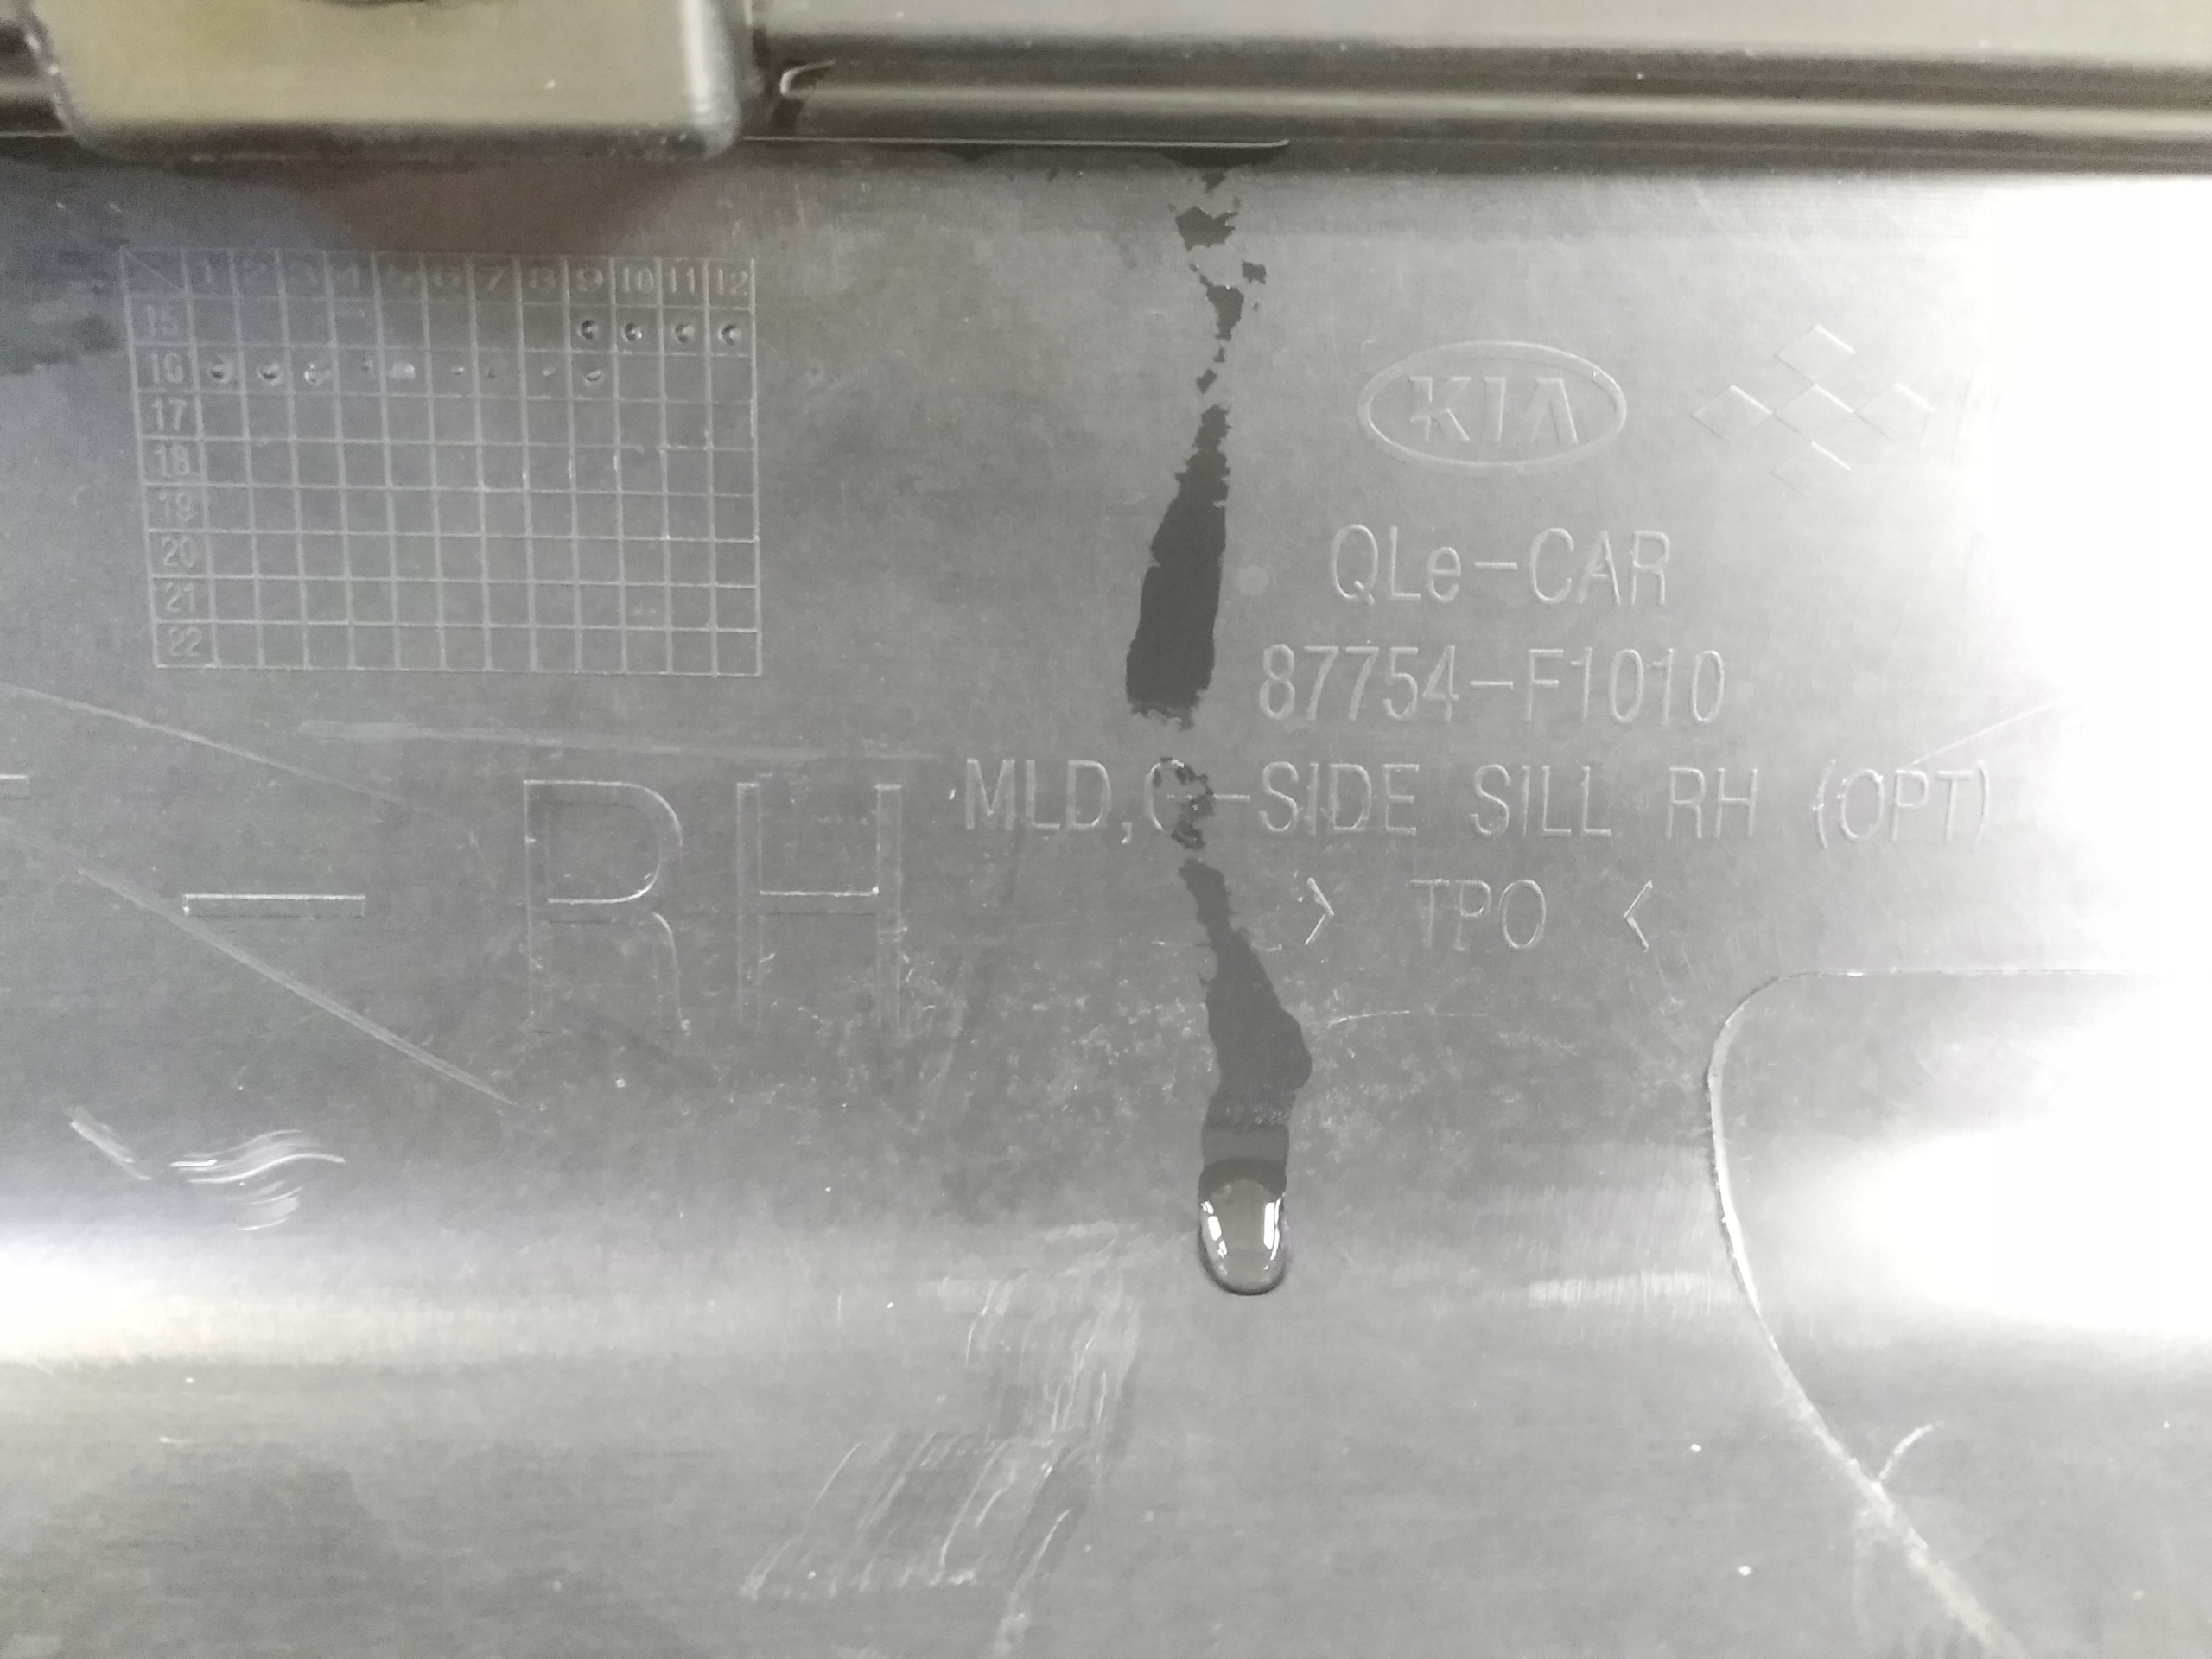 1 2 3 4 5 6 7 8 9 10 11 12
15
16
17
18
19
20
21
22
KIA
QLe-CAR
87754-F1010
MLD,C-SIDE SILL RH (OPT)
> TPO <
- RH